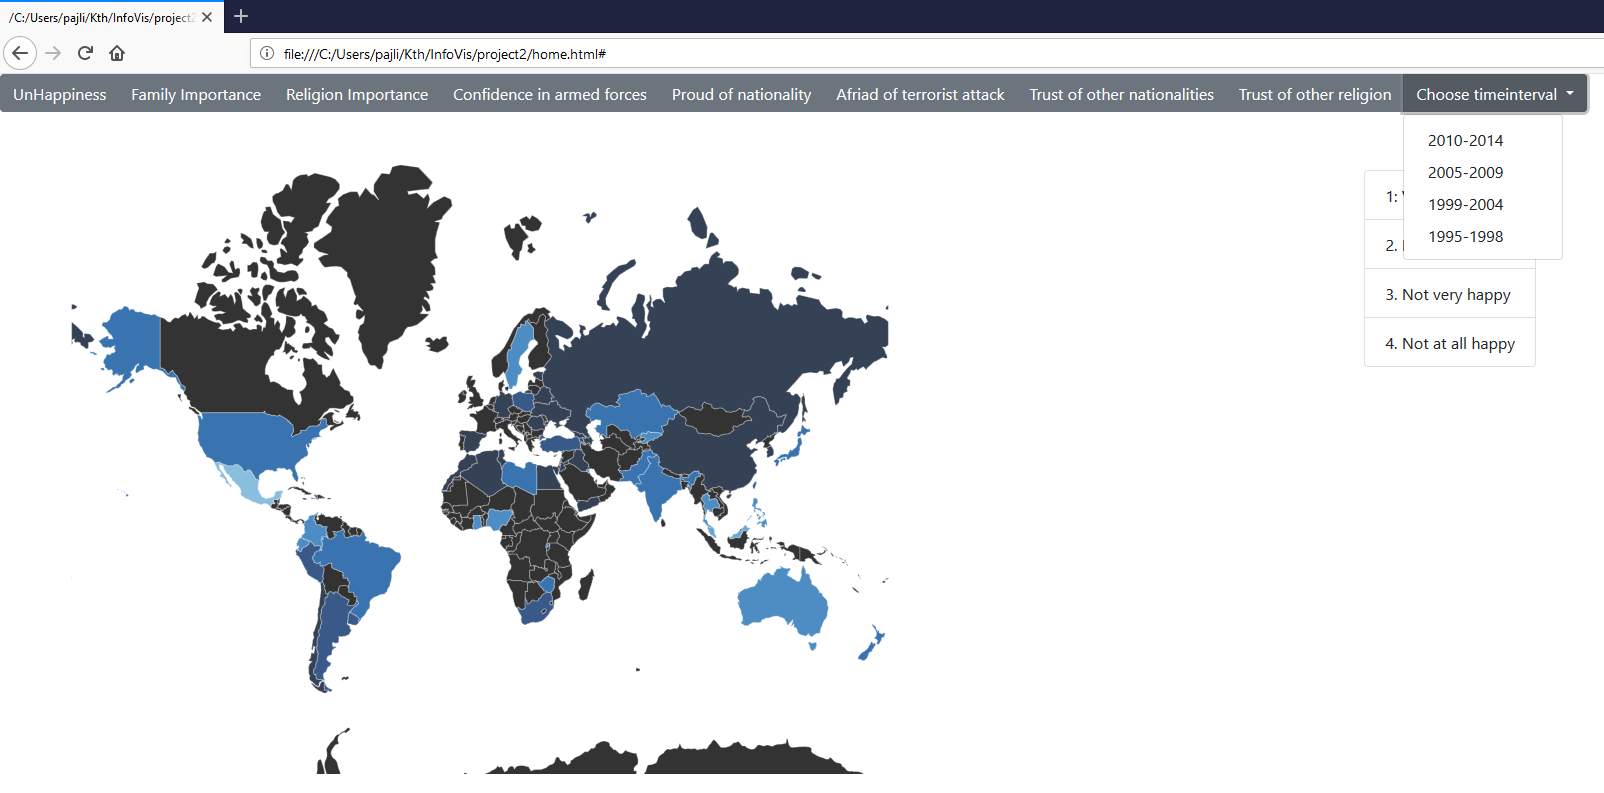 /C:/Users/pajli/Kth/InfoVis/project2
file:///C:/Users/pajli/Kth/InfoVis/project2/home.html#
UnHappiness Family Importance Religion Importance Confidence in armed forces Proud of nationality Afriad of terrorist attack Trust of other nationalities Trust of other religion Choose timeinterval
2010-2014
2005-2009
1999-2004
1995-1998
1:
2.
3. Not very happy
4. Not at all happy